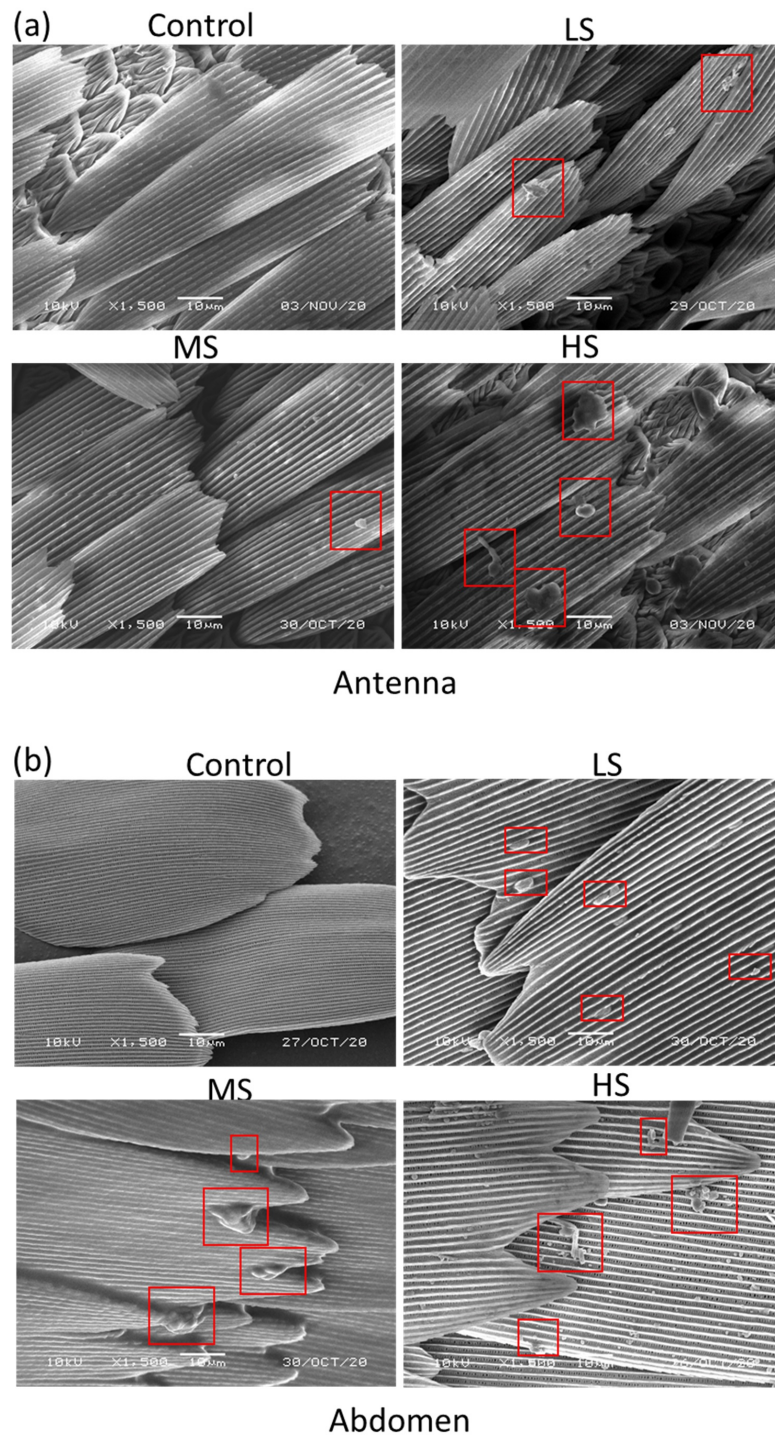 (a)
Control
LS
10kV X1,500 10μm 03/NOV/20
10kV X1,500 10μm 29/OCT/20
MS
HS
10kV X1,500 10μm 30/OCT/20
10kV X1,500 10μm 03/NOV/20
Antenna
(b)
Control
LS
10kV X1,500 10μm 27/OCT/20
10kV X1,500 10μm 30/OCT/20
MS
HS
10kV X1,500 10μm 30/OCT/20
10kV 10μm
Abdomen